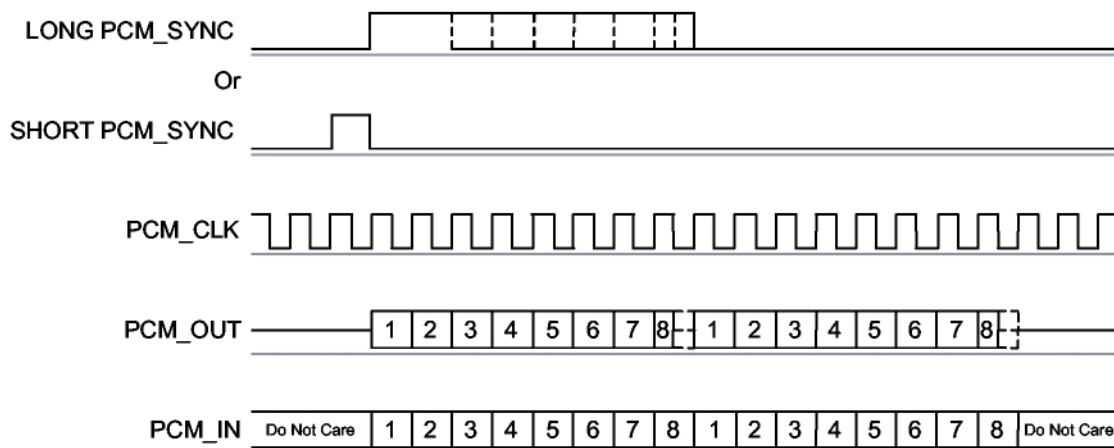 LONG PCM_SYNC
Or
SHORT PCM_SYNC
PCM_CLK
PCM_OUT 1 2 3 4 5 6 7 8 1 2 3 4 5 6 7 8
PCM_IN Do Not Care 1 2 3 4 5 6 7 8 1 2 3 4 5 6 7 8 Do Not Care